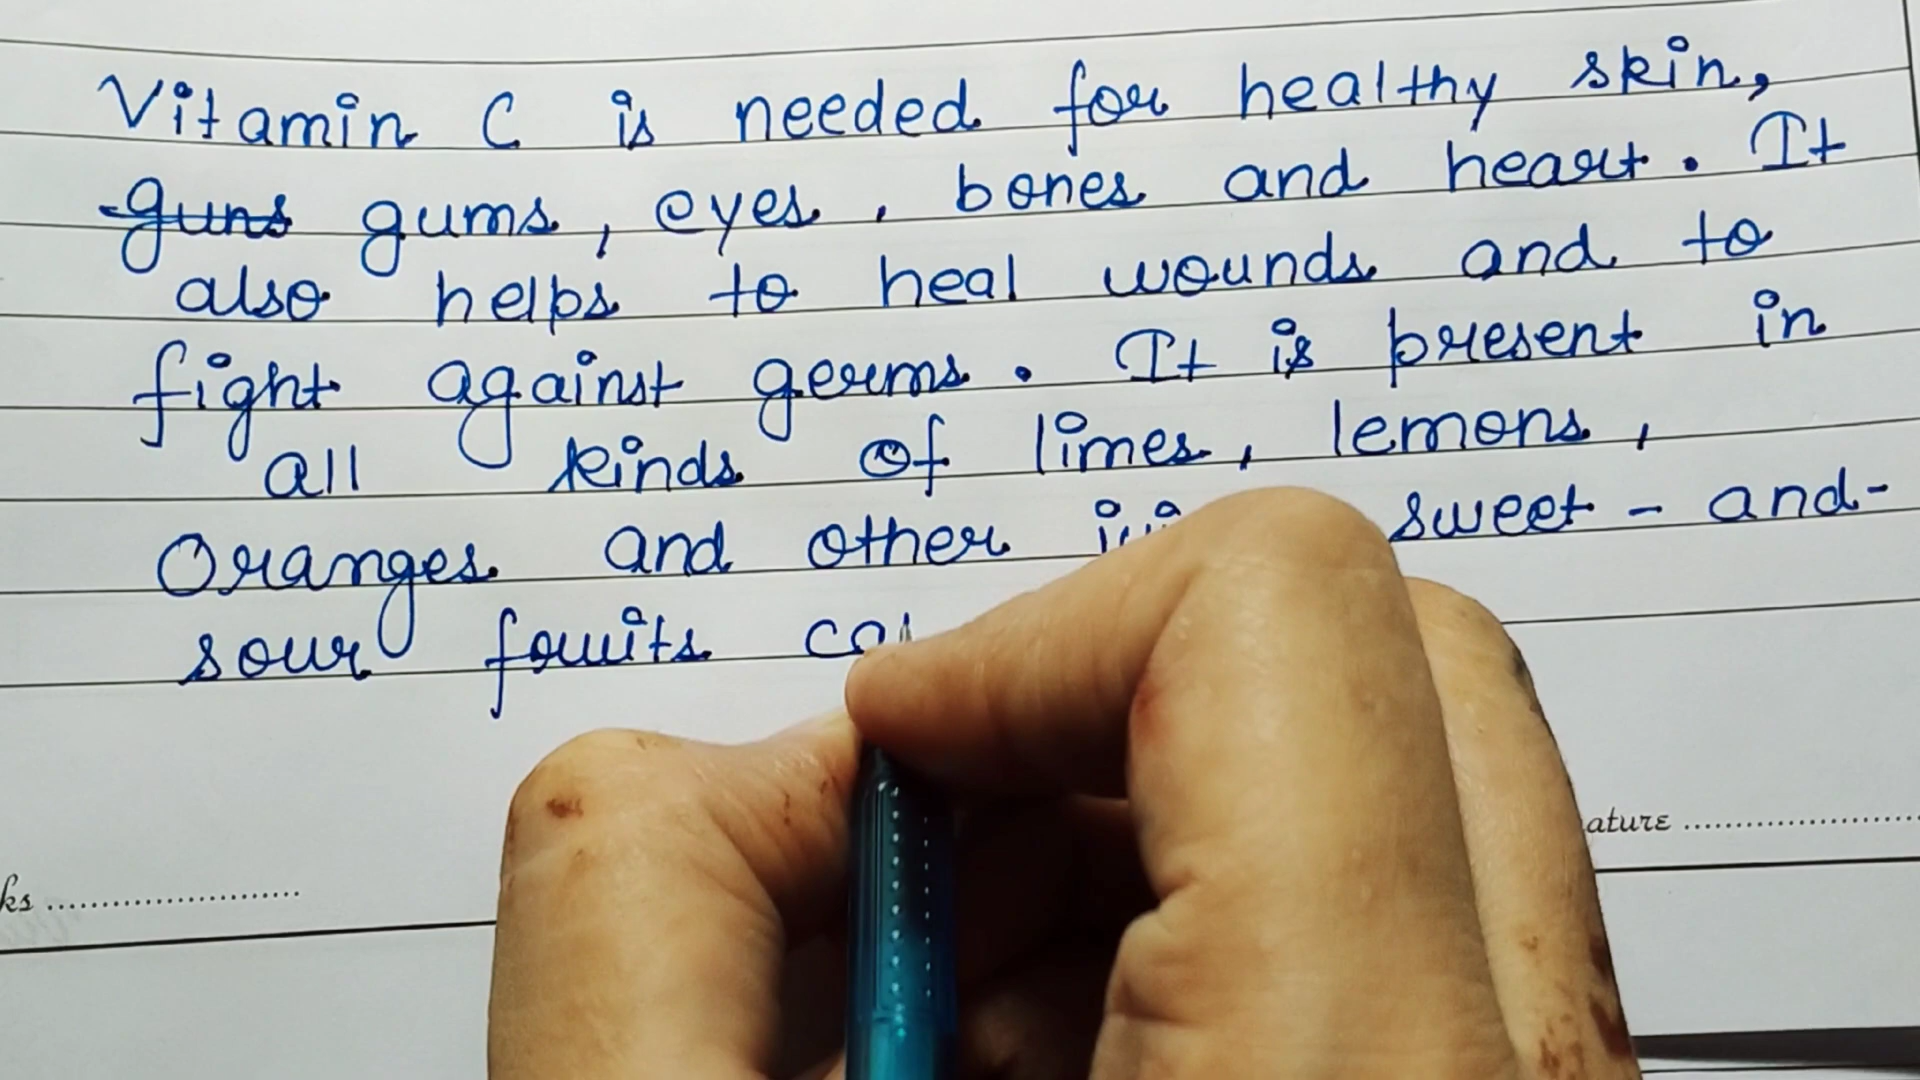 Vitamin C is needed for healthy skin,
guns gums, eyes, bones and heart. It
also helps to heal wounds and to
fight against germs. It is present in
all kinds of limes, lemons,
Oranges and other sweet - and -
sour fruits